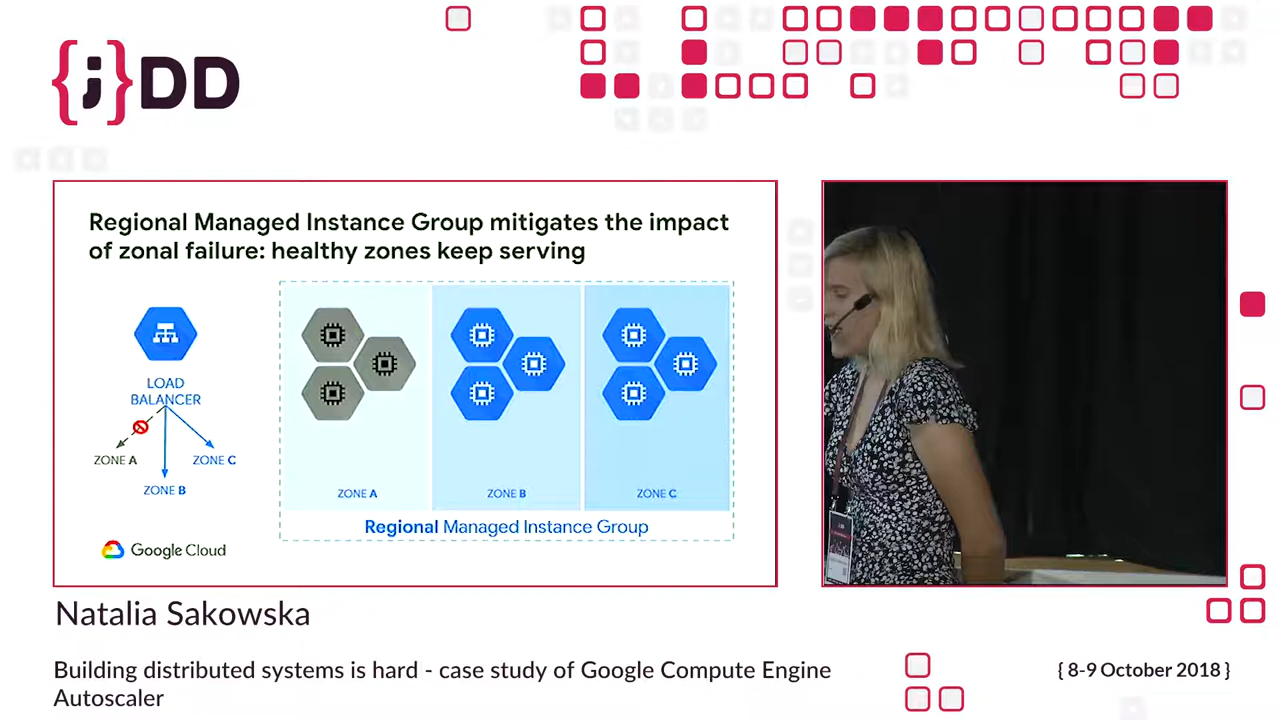 {j}DD
Regional Managed Instance Group mitigates the impact
of zonal failure: healthy zones keep serving
LOAD
BALANCER
ZONE A
ZONE B
ZONE C
ZONE A
ZONE B
ZONE C
Regional Managed Instance Group
Google Cloud
Natalia Sakowska
Building distributed systems is hard - case study of Google Compute Engine
Autoscaler
{ 8-9 October 2018 }